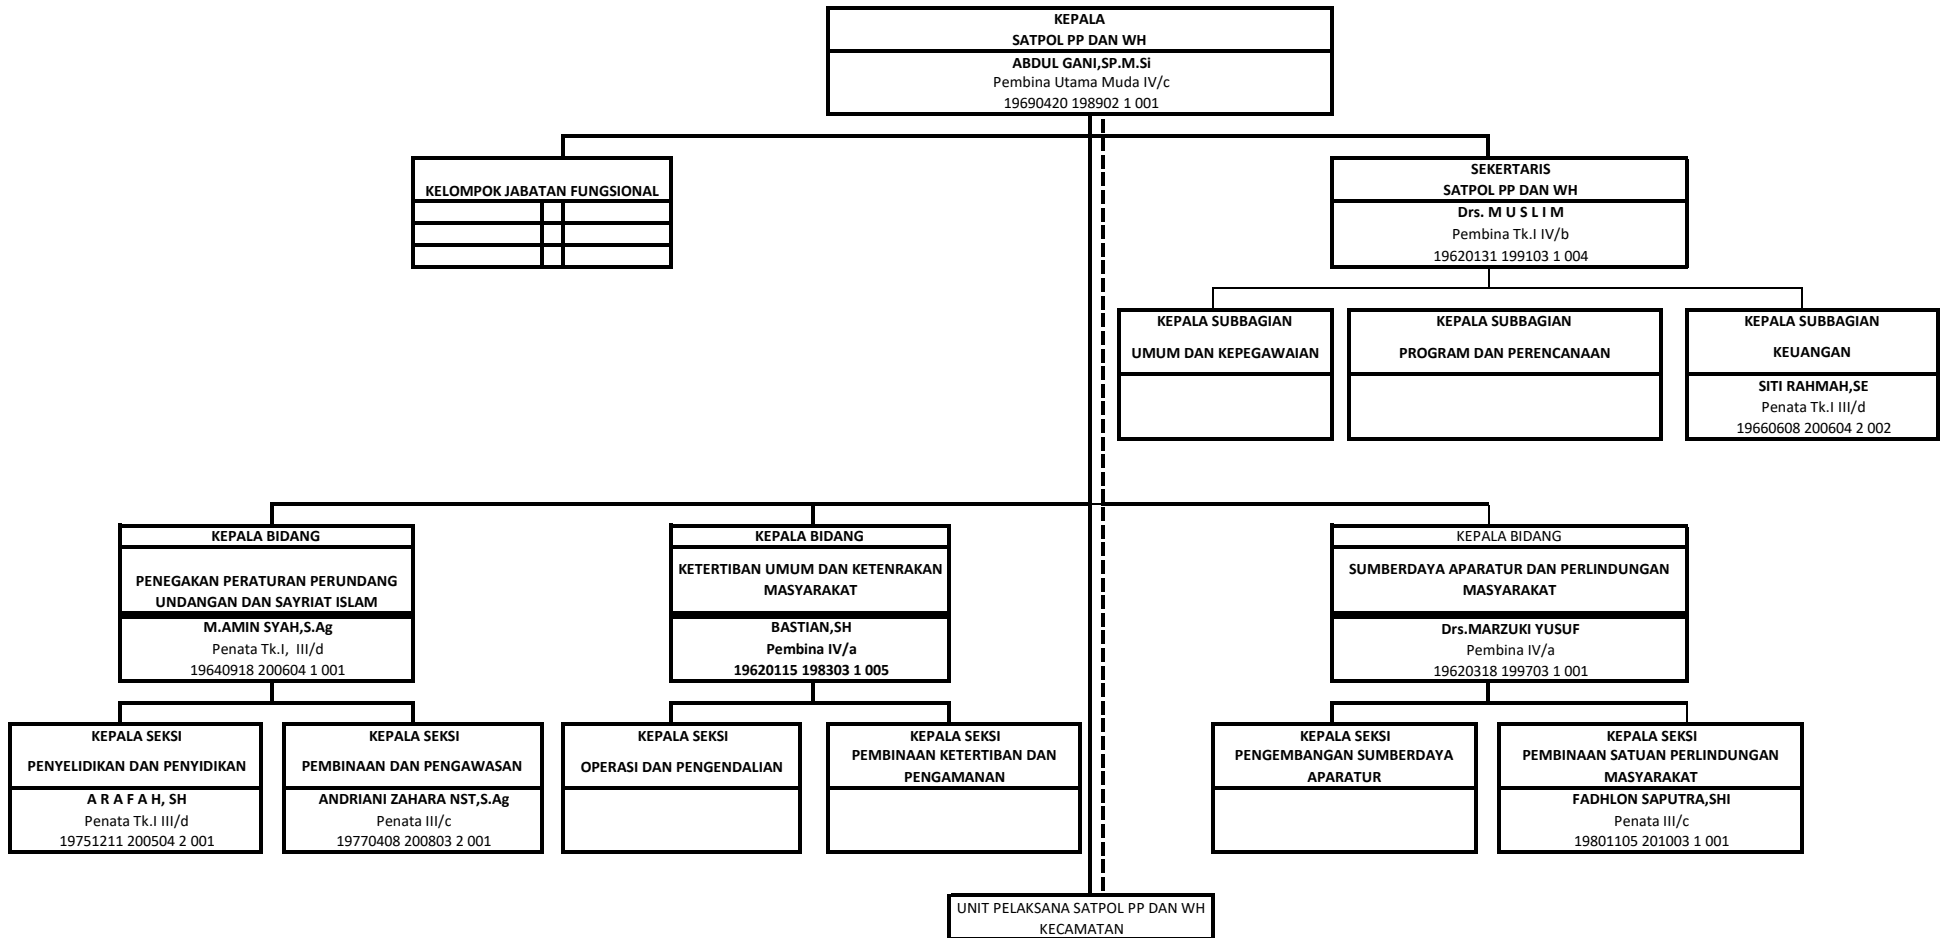 KEPALA
SATPOL PP DAN WH
ABDUL GANI,SP.M.Si
Pembina Utama Muda IV/c
19690420 198902 1 001
KELOMPOK JABATAN FUNGSIONAL
SEKERTARIS
SATPOL PP DAN WH
Drs. M U S L I M
Pembina Tk.I IV/b
19620131 199103 1 004
KEPALA SUBBAGIAN
UMUM DAN KEPEGAWAIAN
KEPALA SUBBAGIAN
PROGRAM DAN PERENCANAAN
KEPALA SUBBAGIAN
KEUANGAN
SITI RAHMAH,SE
Penata Tk.I III/d
19660608 200604 2 002
KEPALA BIDANG
PENEGAKAN PERATURAN PERUNDANG
UNDANGAN DAN SAYRIAT ISLAM
M.AMIN SYAH,S.Ag
Penata Tk.I, III/d
19640918 200604 1 001
KEPALA BIDANG
KETERTIBAN UMUM DAN KETENRAKAN
MASYARAKAT
BASTIAN,SH
Pembina IV/a
19620115 198303 1 005
KEPALA BIDANG
SUMBERDAYA APARATUR DAN PERLINDUNGAN
MASYARAKAT
Drs.MARZUKI YUSUF
Pembina IV/a
19620318 199703 1 001
KEPALA SEKSI
PENYELIDIKAN DAN PENYIDIKAN
A R A F A H, SH
Penata Tk.I III/d
19751211 200504 2 001
KEPALA SEKSI
PEMBINAAN DAN PENGAWASAN
ANDRIANI ZAHARA NST,S.Ag
Penata III/c
19770408 200803 2 001
KEPALA SEKSI
OPERASI DAN PENGENDALIAN
KEPALA SEKSI
PEMBINAAN KETERTIBAN DAN
PENGAMANAN
KEPALA SEKSI
PENGEMBANGAN SUMBERDAYA
APARATUR
KEPALA SEKSI
PEMBINAAN SATUAN PERLINDUNGAN
MASYARAKAT
FADHLON SAPUTRA,SHI
Penata III/c
19801105 201003 1 001
UNIT PELAKSANA SATPOL PP DAN WH
KECAMATAN